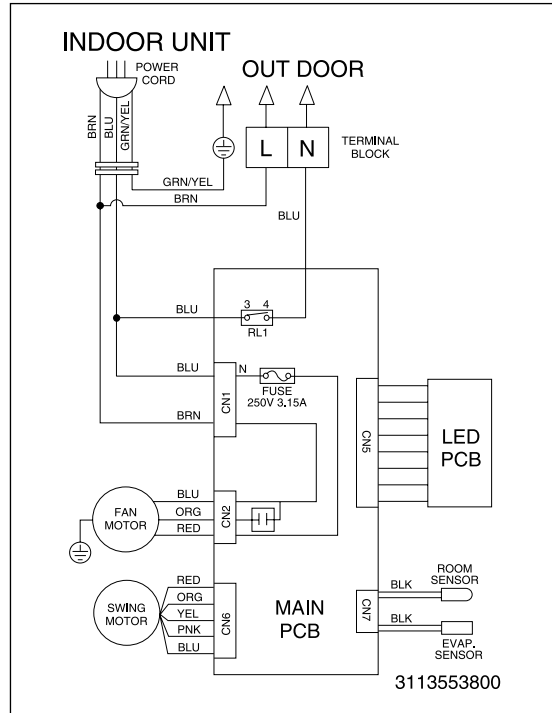 INDOOR UNIT
POWER
CORD
OUT DOOR
BRN
BLU
GRN/YEL
L N
TERMINAL
BLOCK
GRN/YEL
BRN
BLU
BLU
3 4
RL1
BLU
N
CN1
FUSE
250V 3.15A
BRN
CN5
LED
PCB
FAN
MOTOR
BLU
ORG
RED
CN2
SWING
MOTOR
RED
ORG
YEL
PNK
BLU
CN6
MAIN
PCB
CN7
BLK
ROOM
SENSOR
BLK
EVAP.
SENSOR
3113553800